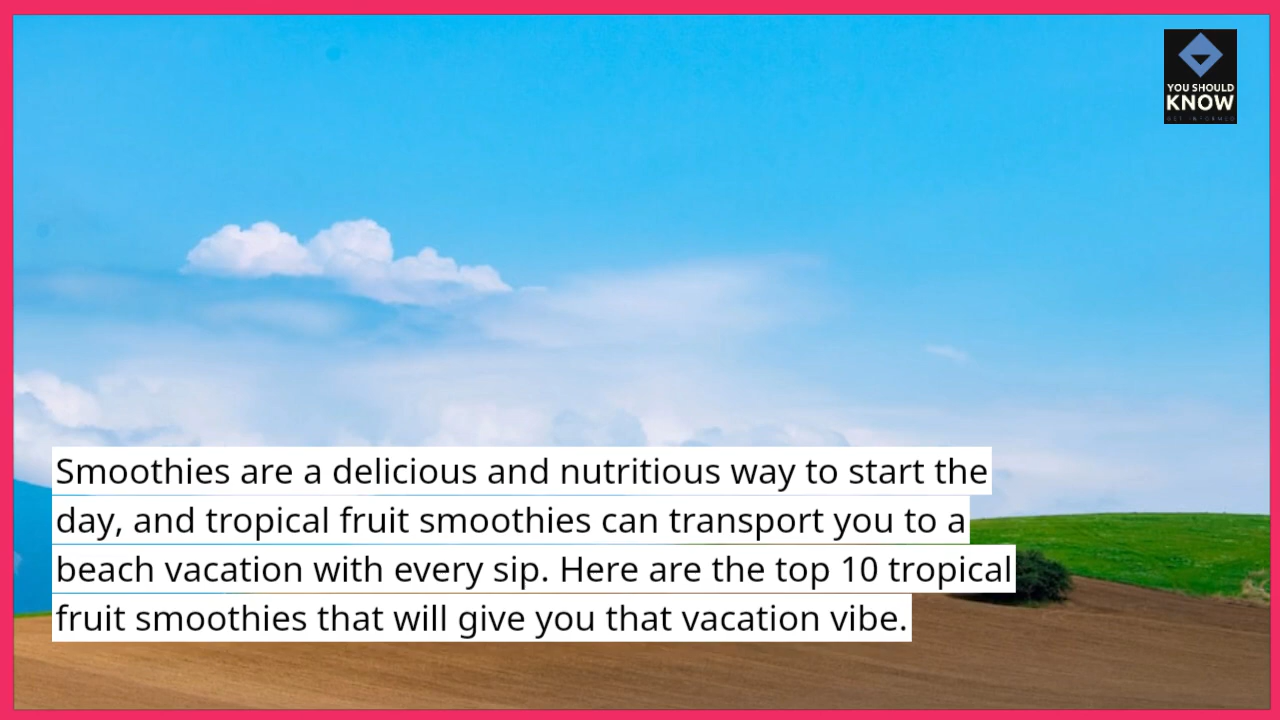 YOU SHOULD
KNOW
GET INFORMED
Smoothies are a delicious and nutritious way to start the
day, and tropical fruit smoothies can transport you to a
beach vacation with every sip. Here are the top 10 tropical
fruit smoothies that will give you that vacation vibe.